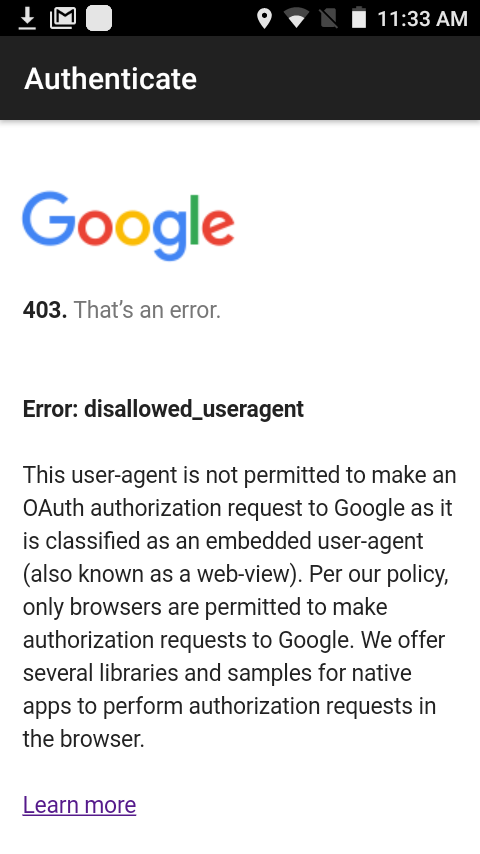 11:33 AM
Authenticate
Google
403. That’s an error.
Error: disallowed_useragent
This user-agent is not permitted to make an
OAuth authorization request to Google as it
is classified as an embedded user-agent
(also known as a web-view). Per our policy,
only browsers are permitted to make
authorization requests to Google. We offer
several libraries and samples for native
apps to perform authorization requests in
the browser.
Learn more